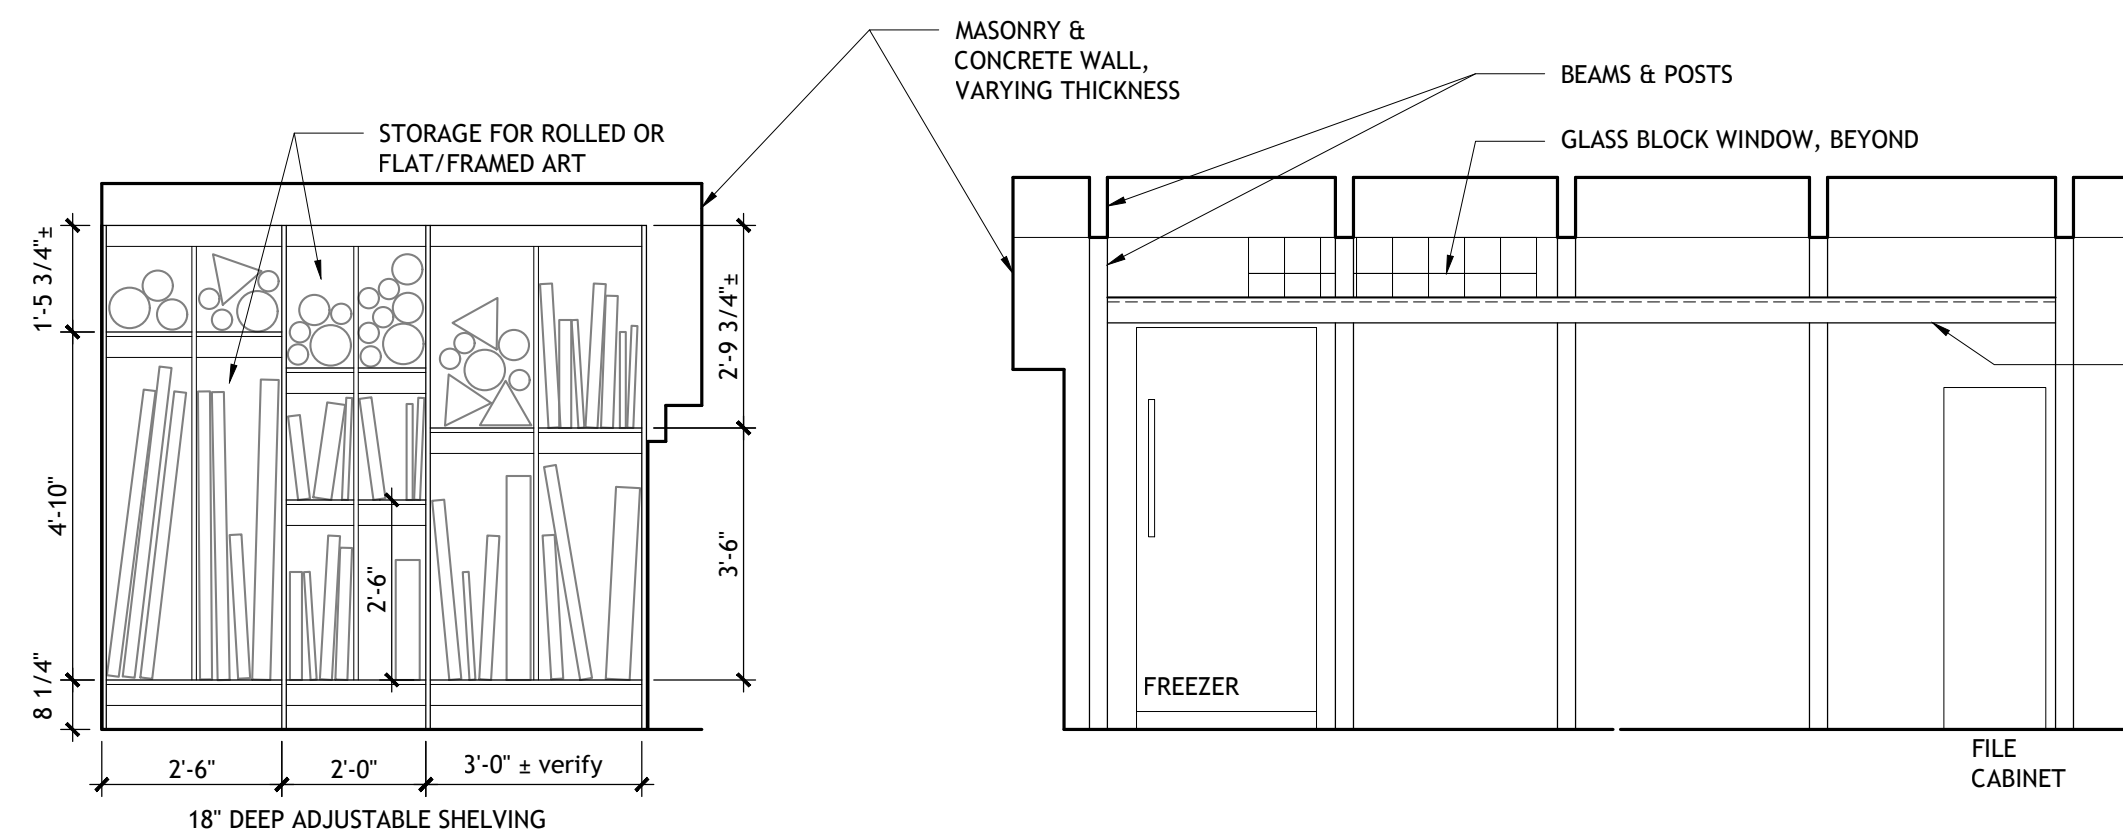 MASONRY &
CONCRETE WALL,
VARYING THICKNESS
BEAMS & POSTS
GLASS BLOCK WINDOW, BEYOND
STORAGE FOR ROLLED OR
FLAT/FRAMED ART
1'-5 3/4"±
4'-10"
8 1/4"
2'-6"
2'-9 3/4"±
3'-6"
FREEZER
FILE
CABINET
2'-6"
2'-0"
3'-0" ± verify
18" DEEP ADJUSTABLE SHELVING